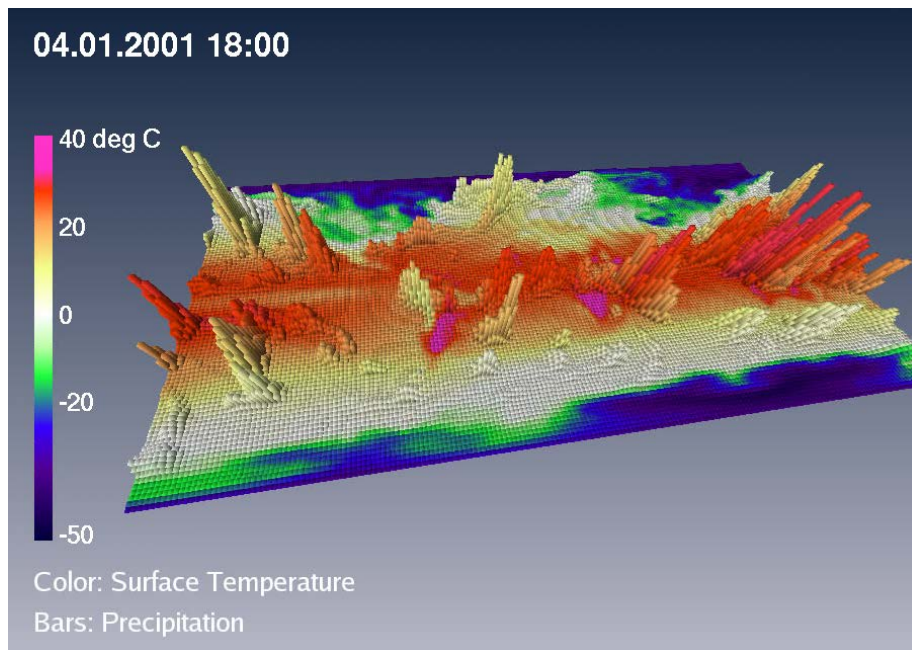 04.01.2001 18:00
40 deg C
20
0
-20
-50
Color: Surface Temperature
Bars: Precipitation